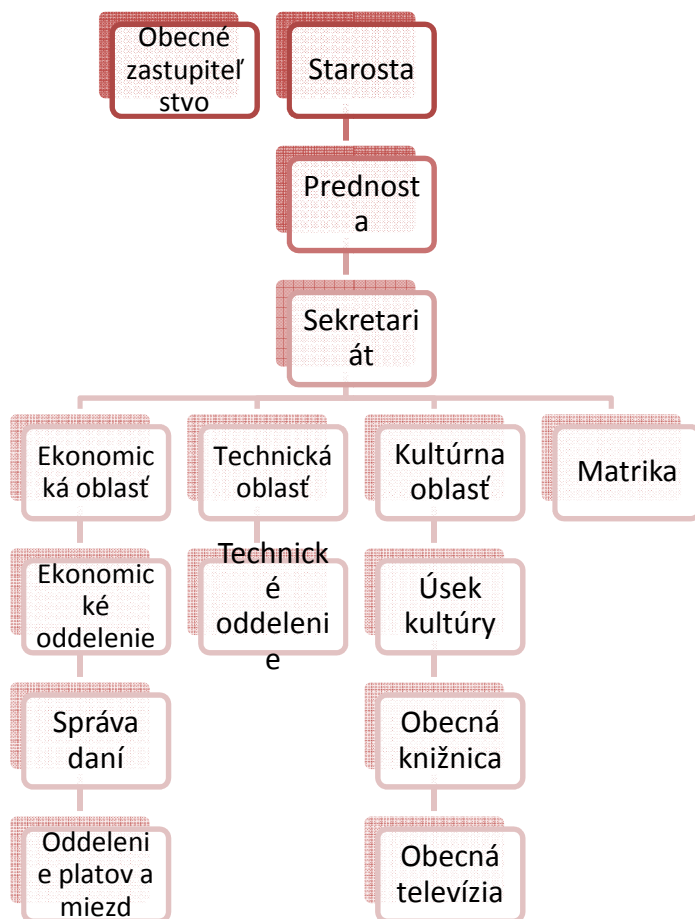 Obecné
zastupiteľ
stvo
Starosta
Prednost
a
Sekretari
át
Ekonomic
ká oblasť
Technická
oblasť
Kultúrna
oblasť
Matrika
Ekonomic
ké
oddelenie
Technick
é
oddeleni
e
Úsek
kultúry
Správa
daní
Obecná
knižnica
Oddeleni
e platov a
miezd
Obecná
televízia